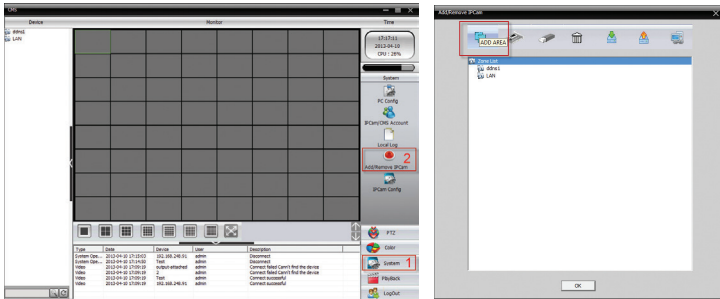 CMS
Device
Monitor
Time
ddns1
LAN
17:17:11
2013-04-10
CPU : 28%
System
PC Config
IPCam/CMS Account
Local Log
2
Add/Remove IPCam
IPCam Config
PTZ
Color
System 1
PlayBack
LogOut
Type Date Device User Description
System Ope... 2013-04-10 17:15:03 192.168.248.91 admin Disconnect
System Ope... 2013-04-10 17:14:50 Test admin Disconnect
Video 2013-04-10 17:09:19 output-attached admin Connect failed Cann't find the device
Video 2013-04-10 17:09:19 2 admin Connect failed Cann't find the device
Video 2013-04-10 17:09:19 Test admin Connect successful
Video 2013-04-10 17:09:19 192.168.248.91 admin Connect successful
Add/Remove IPCam
ADD AREA
Zone List
ddns1
LAN
OK